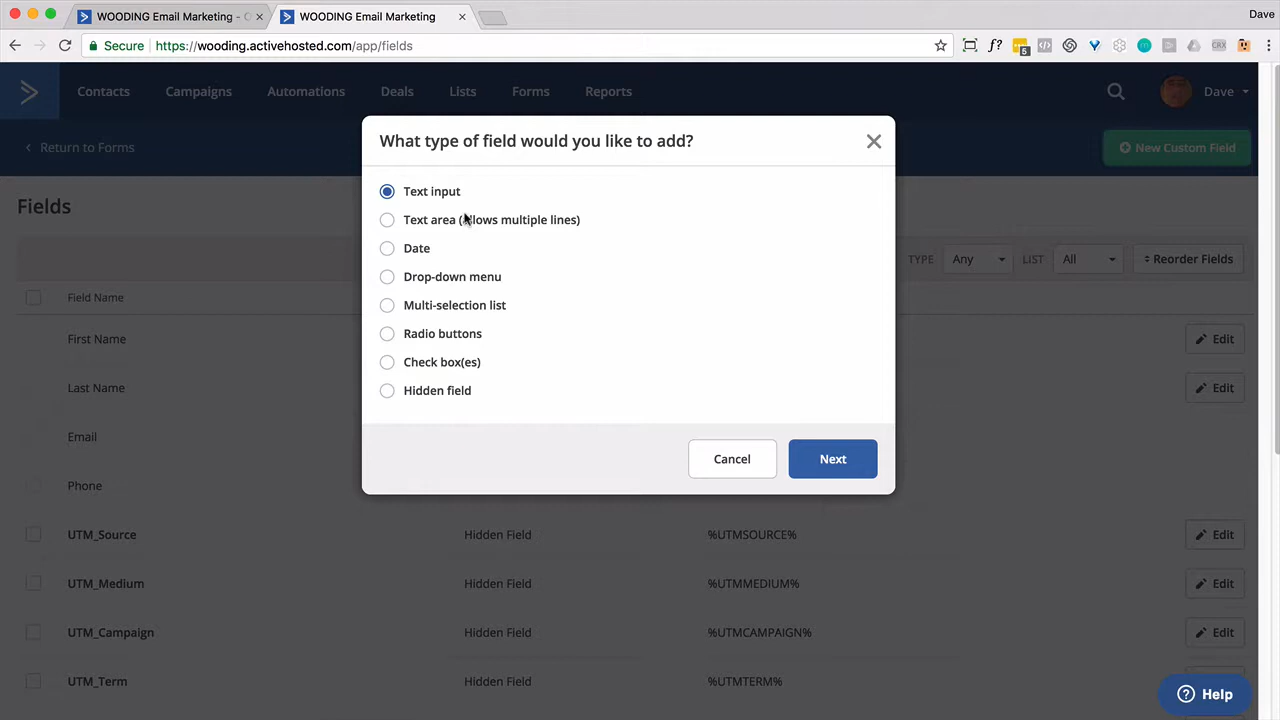 WOODING Email Marketing - C
WOODING Email Marketing
Dave
Secure https://wooding.activehosted.com/app/fields
f? 5 CRX
Contacts Campaigns Automations Deals Lists Forms Reports Dave
Return to Forms
New Custom Field
What type of field would you like to add?
Fields
Text input
Text area (allows multiple lines)
Date
Drop-down menu
Multi-selection list
Radio buttons
Check box(es)
Hidden field
Cancel
Next
TYPE Any LIST All Reorder Fields
Field Name
First Name Edit
Last Name Edit
Email
Phone
UTM_Source Hidden Field %UTMSOURCE% Edit
UTM_Medium Hidden Field %UTMMEDIUM% Edit
UTM_Campaign Hidden Field %UTMCAMPAIGN% Edit
UTM_Term Hidden Field %UTMTERM%
Help